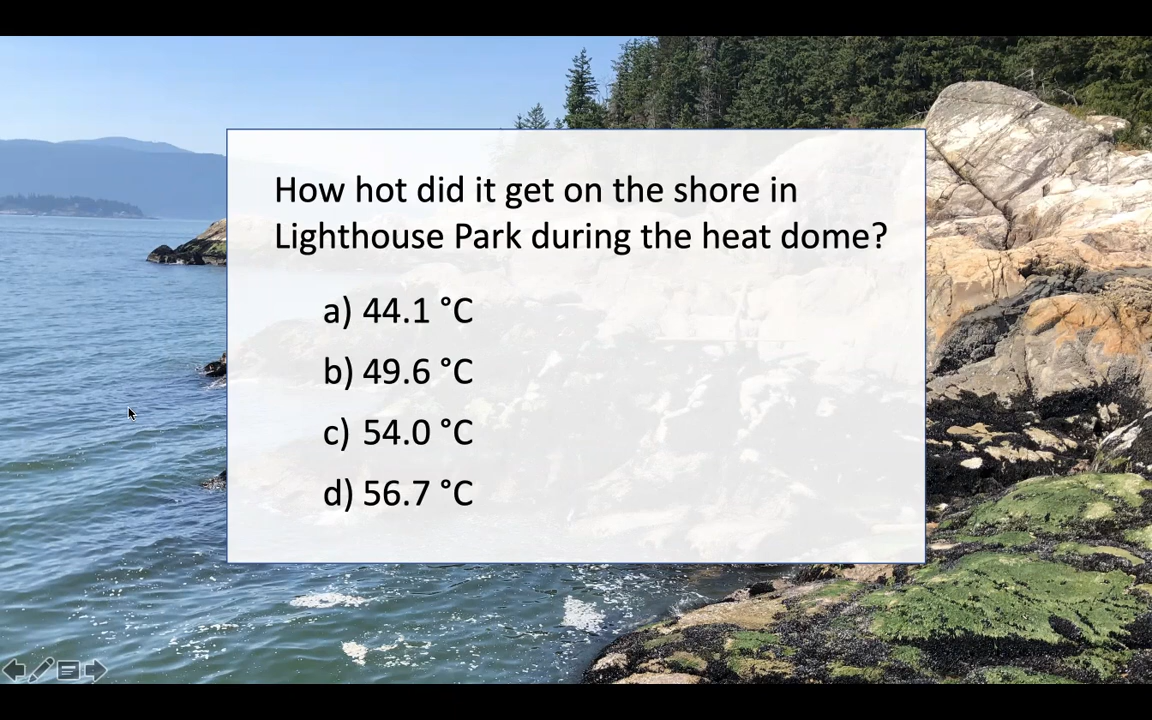 How hot did it get on the shore in
Lighthouse Park during the heat dome?
a) 44.1 °C
b) 49.6 °C
c) 54.0 °C
d) 56.7 °C